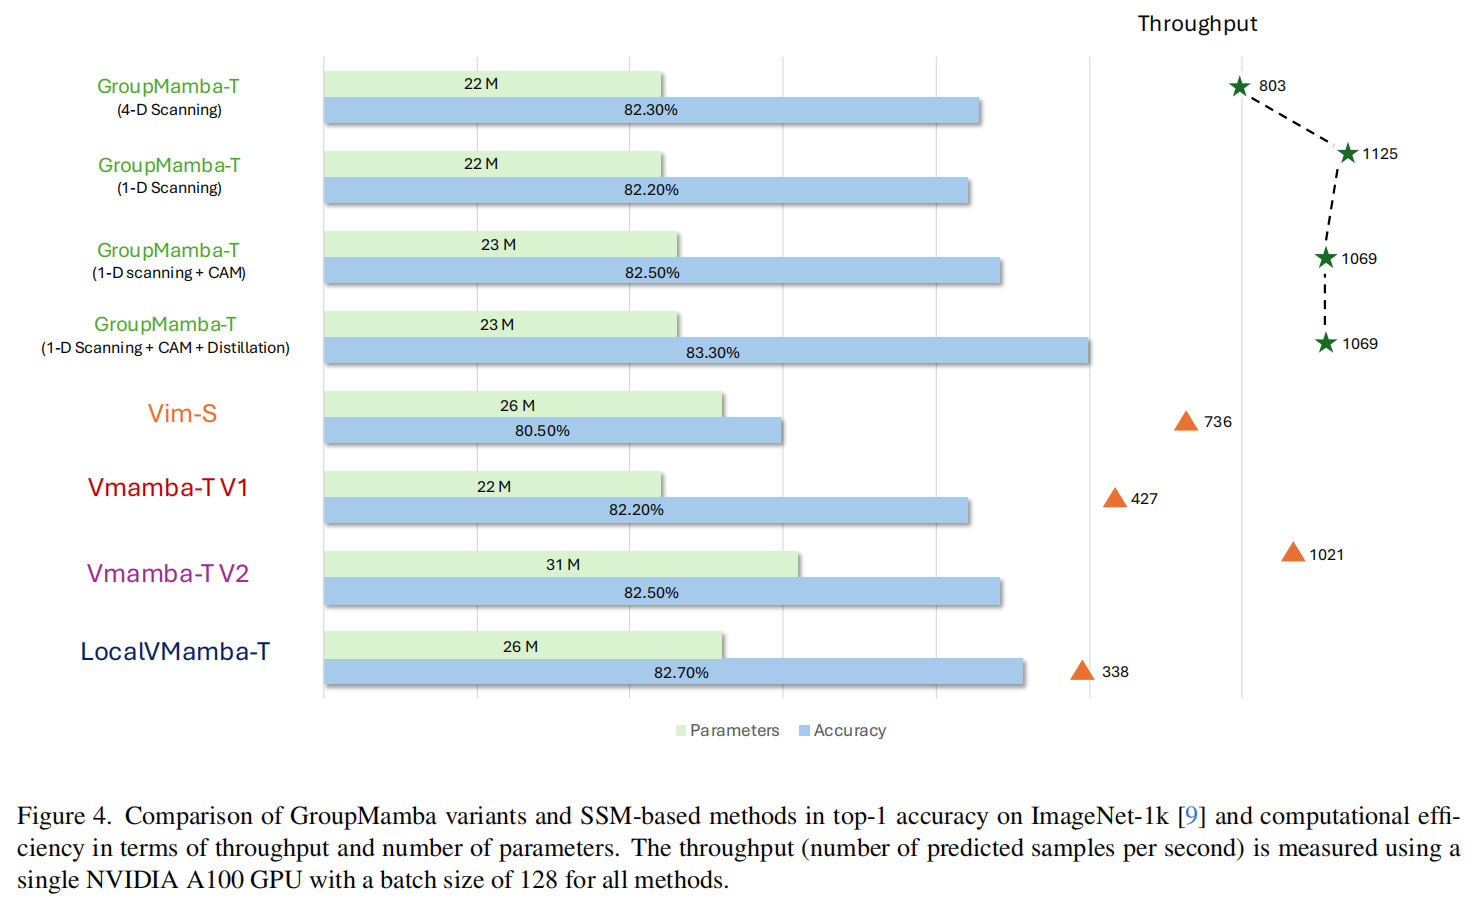 Throughput
GroupMamba-T
(4-D Scanning)
22 M
82.30%
803
GroupMamba-T
(1-D Scanning)
22 M
82.20%
1125
GroupMamba-T
(1-D scanning + CAM)
23 M
82.50%
1069
GroupMamba-T
(1-D Scanning + CAM + Distillation)
23 M
83.30%
1069
Vim-S
26 M
80.50%
736
Vmamba-T V1
22 M
82.20%
427
Vmamba-T V2
31 M
82.50%
1021
LocalVMamba-T
26 M
82.70%
338
Parameters Accuracy
Figure 4. Comparison of GroupMamba variants and SSM-based methods in top-1 accuracy on ImageNet-1k [9] and computational effi-
ciency in terms of throughput and number of parameters. The throughput (number of predicted samples per second) is measured using a
single NVIDIA A100 GPU with a batch size of 128 for all methods.